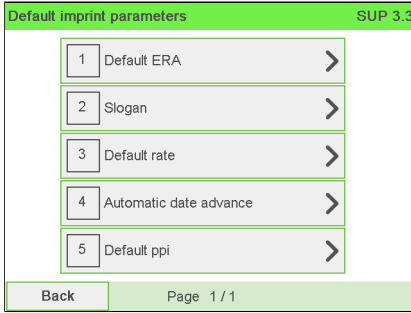 Default imprint parameters SUP 3.3
1 Default ERA
2 Slogan
3 Default rate
4 Automatic date advance
5 Default ppi
Back Page 1 / 1